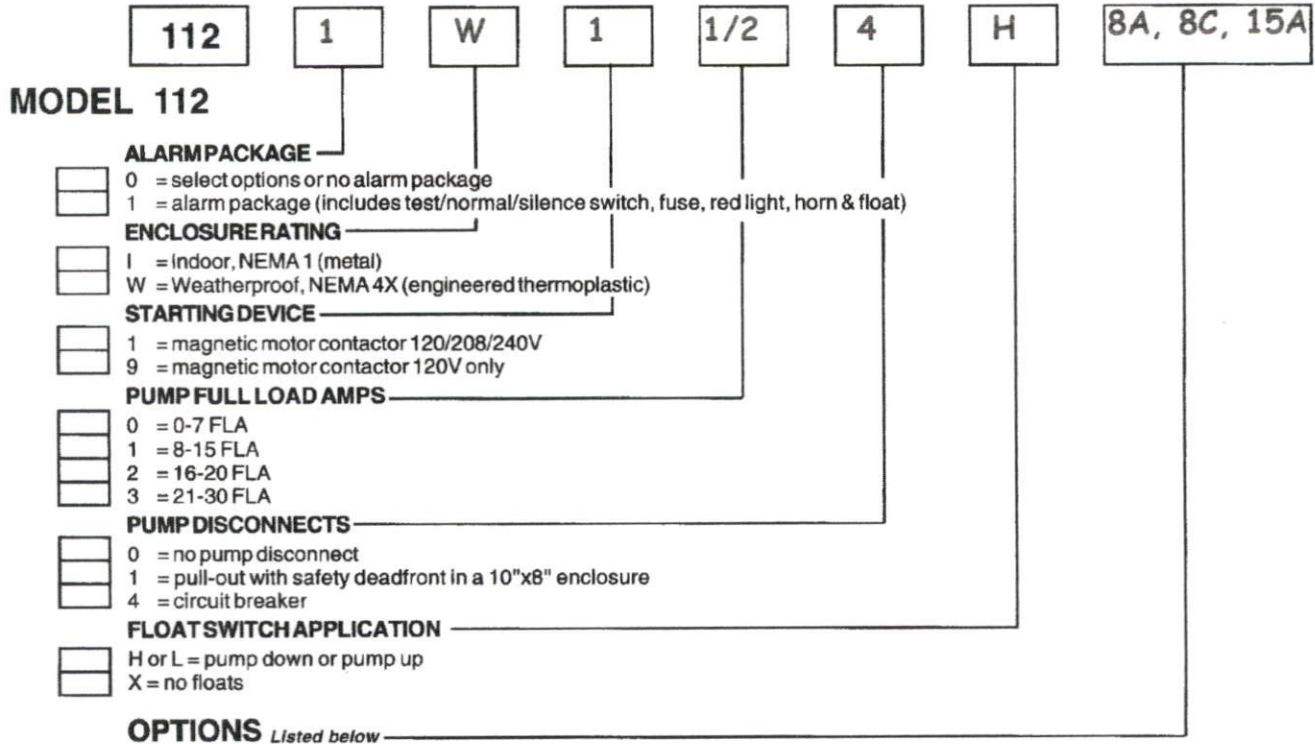 112 1 W 1 1/2 4 H 8A, 8C, 15A
MODEL 112
ALARM PACKAGE
0 = select options or no alarm package
1 = alarm package (includes test/normal/silence switch, fuse, red light, horn & float)
ENCLOSURE RATING
I = Indoor, NEMA 1 (metal)
W = Weatherproof, NEMA 4X (engineered thermoplastic)
STARTING DEVICE
1 = magnetic motor contactor 120/208/240V
9 = magnetic motor contactor 120V only
PUMP FULL LOAD AMPS
0 = 0-7 FLA
1 = 8-15 FLA
2 = 16-20 FLA
3 = 21-30 FLA
PUMP DISCONNECTS
0 = no pump disconnect
1 = pull-out with safety deadfront in a 10"x8" enclosure
4 = circuit breaker
FLOAT SWITCH APPLICATION
H or L = pump down or pump up
X = no floats
OPTIONS Listed below